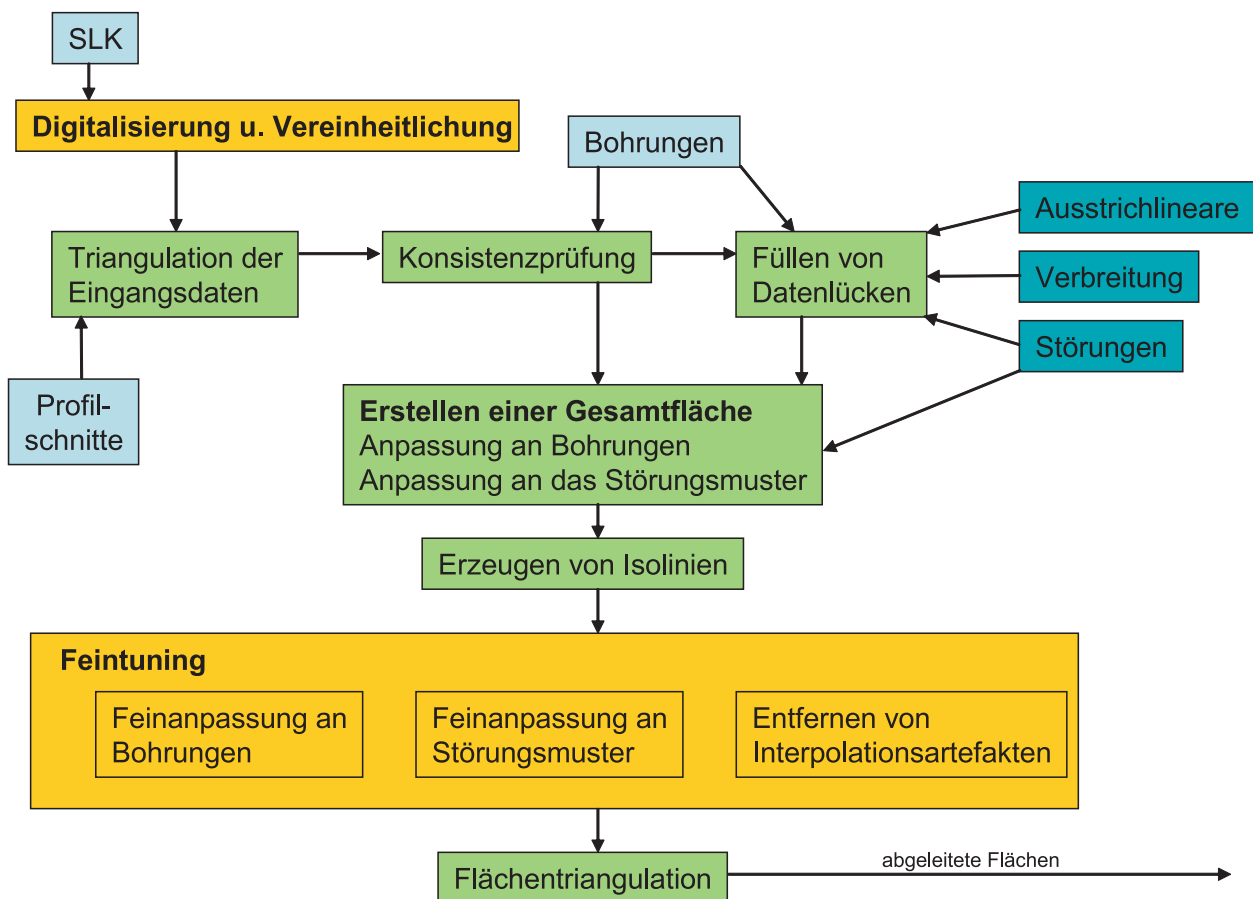 SLK
Digitalisierung u. Vereinheitlichung
Bohrungen
Ausstrichlineare
Triangulation der
Eingangsdaten
Konsistenzprüfung
Füllen von
Datenlücken
Verbreitung
Störungen
Profil-
schnitte
Erstellen einer Gesamtfläche
Anpassung an Bohrungen
Anpassung an das Störungsmuster
Erzeugen von Isolinien
Feintuning
Feinanpassung an
Bohrungen
Feinanpassung an
Störungsmuster
Entfernen von
Interpolationsartefakten
Flächentriangulation
abgeleitete Flächen